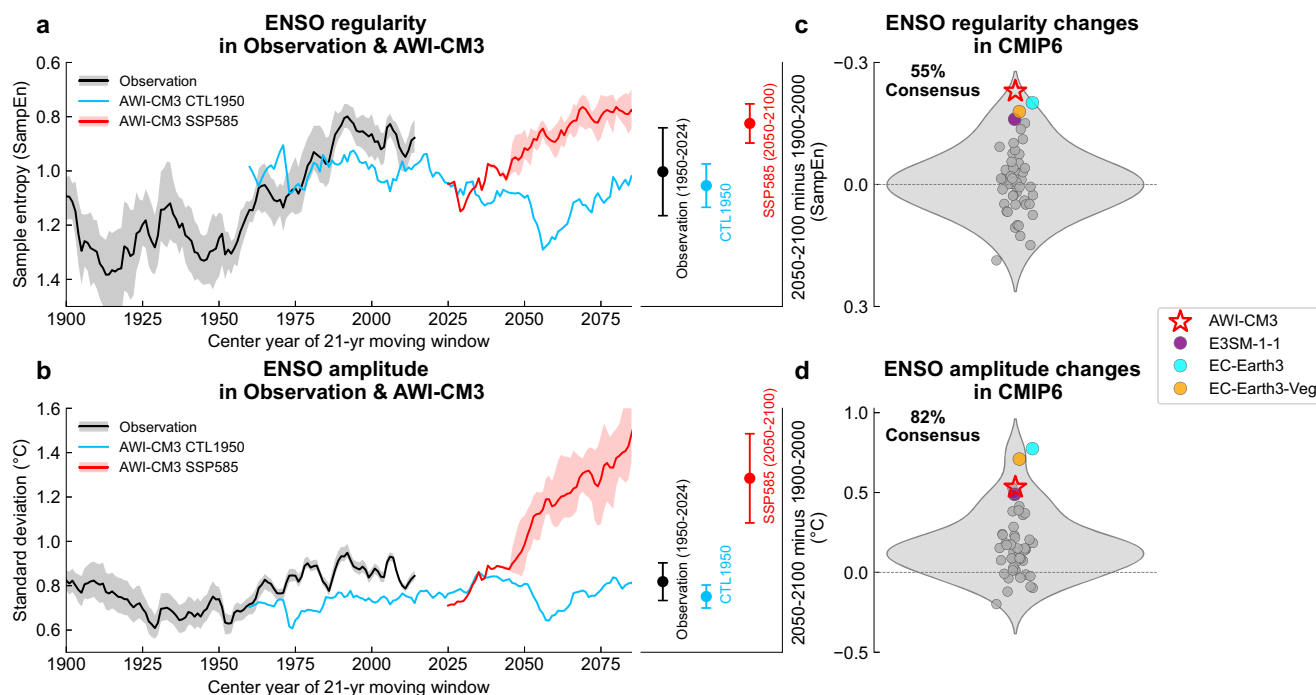 a
ENSO regularity
in Observation & AWI-CM3
Sample entropy (SampEn)
0.6
0.8
1.0
1.2
1.4
Observation
AWI-CM3 CTL1950
AWI-CM3 SSP585
1900
1925
1950
1975
2000
2025
2050
2075
Center year of 21-yr moving window
Observation (1950-2024)
CTL1950
SSP585 (2050-2100)
c
ENSO regularity changes
in CMIP6
2050-2100 minus 1900-2000
(SampEn)
−0.3
0.0
0.3
55%
Consensus
AWI-CM3
E3SM-1-1
EC-Earth3
EC-Earth3-Veg
b
ENSO amplitude
in Observation & AWI-CM3
Standard deviation (°C)
1.6
1.4
1.2
1.0
0.8
0.6
Observation
AWI-CM3 CTL1950
AWI-CM3 SSP585
1900
1925
1950
1975
2000
2025
2050
2075
Center year of 21-yr moving window
Observation (1950-2024)
CTL1950
SSP585 (2050-2100)
d
ENSO amplitude changes
in CMIP6
2050-2100 minus 1900-2000
(°C)
1.0
0.5
0.0
−0.5
82%
Consensus